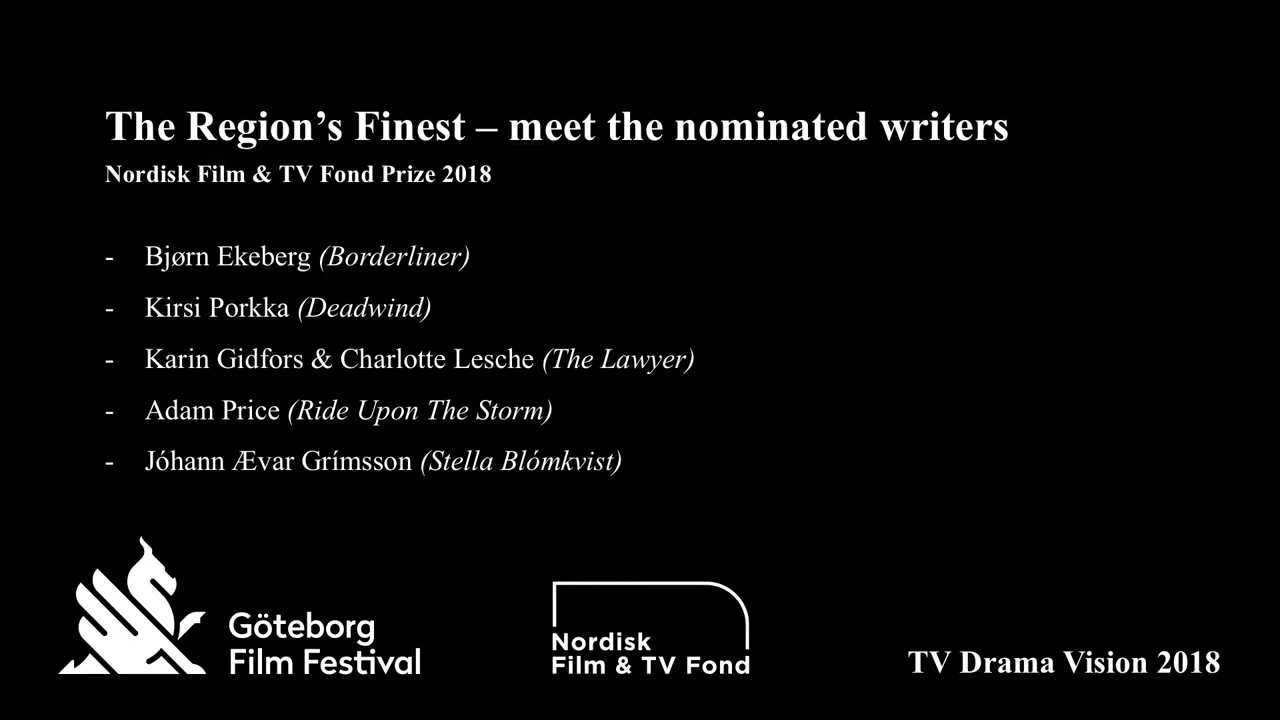 The Region’s Finest – meet the nominated writers
Nordisk Film & TV Fond Prize 2018
- Bjørn Ekeberg (Borderliner)
- Kirsi Porkka (Deadwind)
- Karin Gidfors & Charlotte Lesche (The Lawyer)
- Adam Price (Ride Upon The Storm)
- Jóhann Ævar Grímsson (Stella Blómkvist)
Göteborg
Film Festival
Nordisk
Film & TV Fond
TV Drama Vision 2018